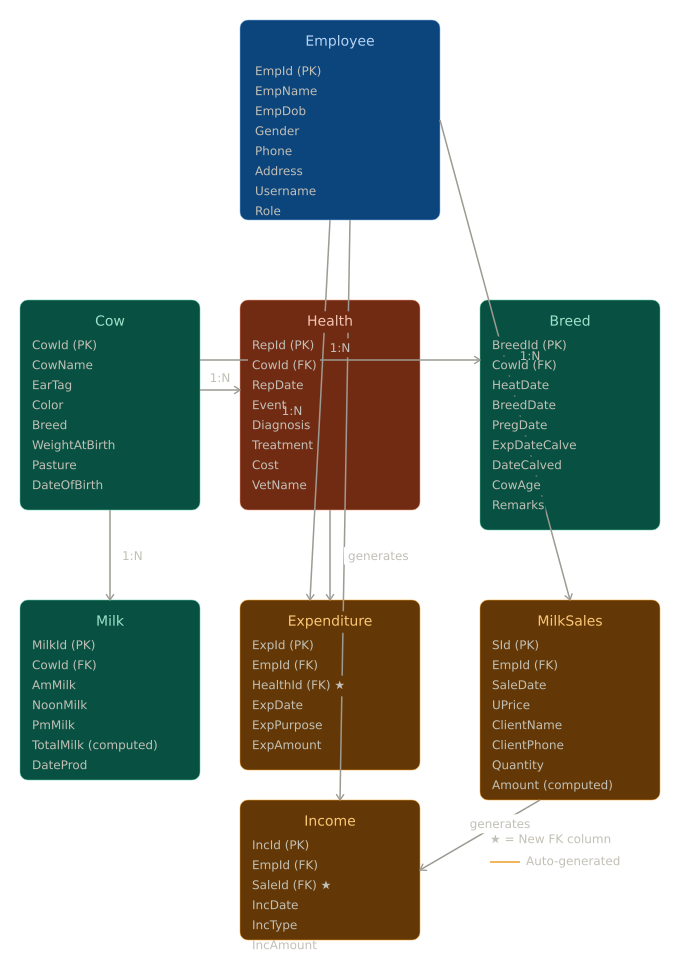 Employee
EmpId (PK)
EmpName
EmpDob
Gender
Phone
Address
Username
Role
Cow
CowId (PK)
CowName
EarTag
Color
Breed
WeightAtBirth
Pasture
DateOfBirth
1:N
Health
RepId (PK)
1:N
CowId (FK)
RepDate
Event
1:N
Diagnosis
Treatment
Cost
VetName
Breed
BreedId (PK)
1:N
CowId (FK)
HeatDate
BreedDate
PregDate
ExpDateCalve
DateCalved
CowAge
Remarks
1:N
generates
Milk
MilkId (PK)
CowId (FK)
AmMilk
NoonMilk
PmMilk
TotalMilk (computed)
DateProd
Expenditure
ExpId (PK)
EmpId (FK)
HealthId (FK) ★
ExpDate
ExpPurpose
ExpAmount
MilkSales
SId (PK)
EmpId (FK)
SaleDate
UPrice
ClientName
ClientPhone
Quantity
Amount (computed)
Income
IncId (PK)
EmpId (FK)
SaleId (FK) ★
IncDate
IncType
IncAmount
generates
★ = New FK column
Auto-generated